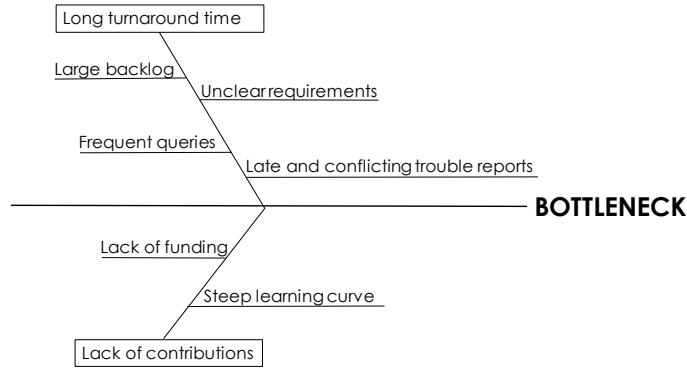 Long turnaround time
Large backlog
Unclear requirements
Frequent queries
Late and conflicting trouble reports
BOTTLENECK
Lack of funding
Steep learning curve
Lack of contributions